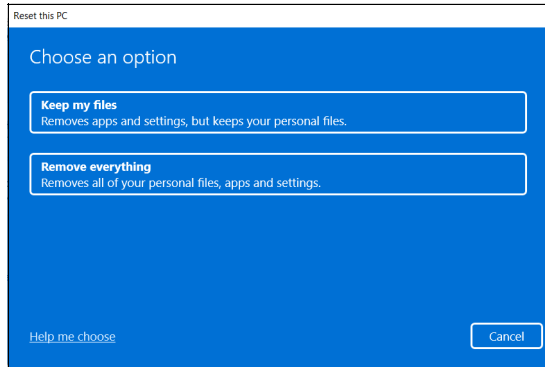 Reset this PC
Choose an option
Keep my files
Removes apps and settings, but keeps your personal files.
Remove everything
Removes all of your personal files, apps and settings.
Help me choose
Cancel